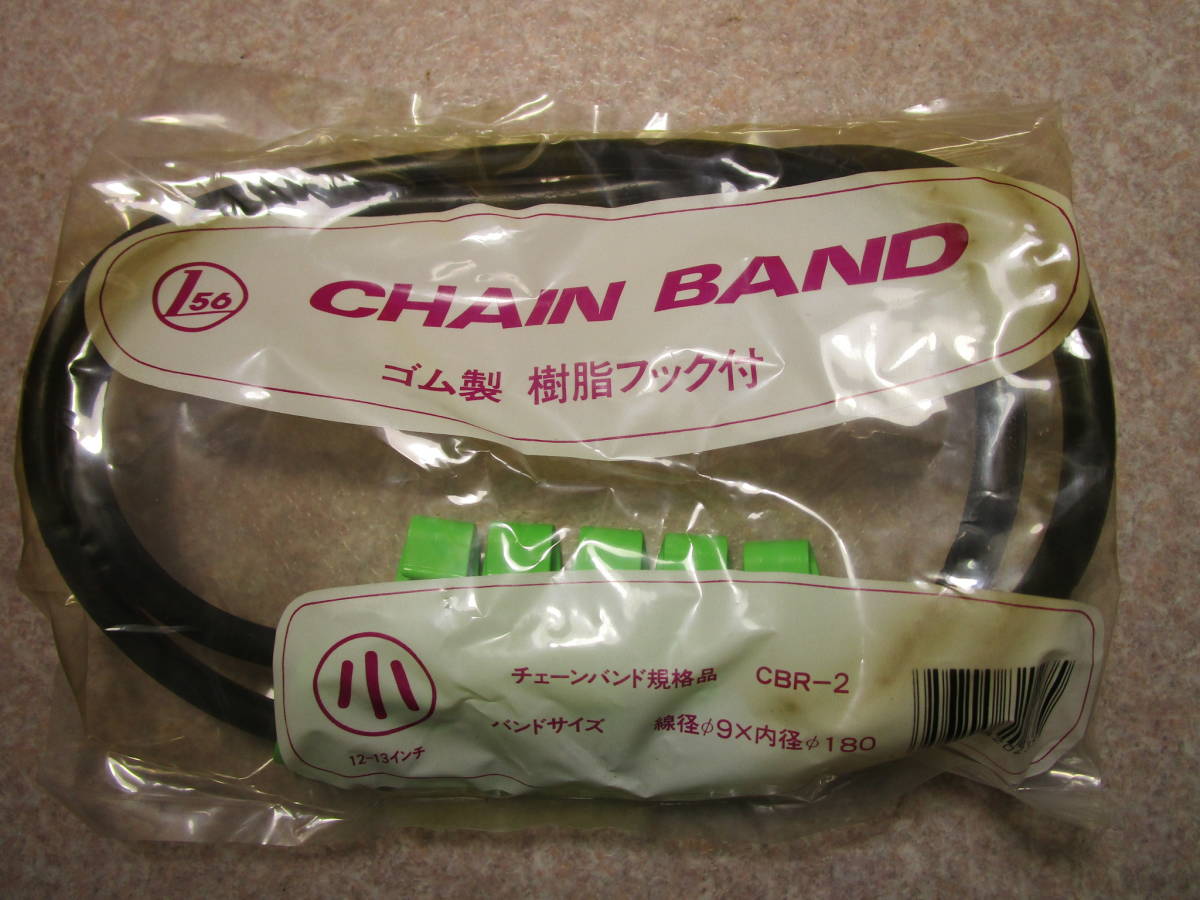 156
CHAIN BAND
ゴム製 樹脂フック付
小
12-13インチ
チェーンバンド規格品 CBR-2
バンドサイズ 線径φ9×内径φ180